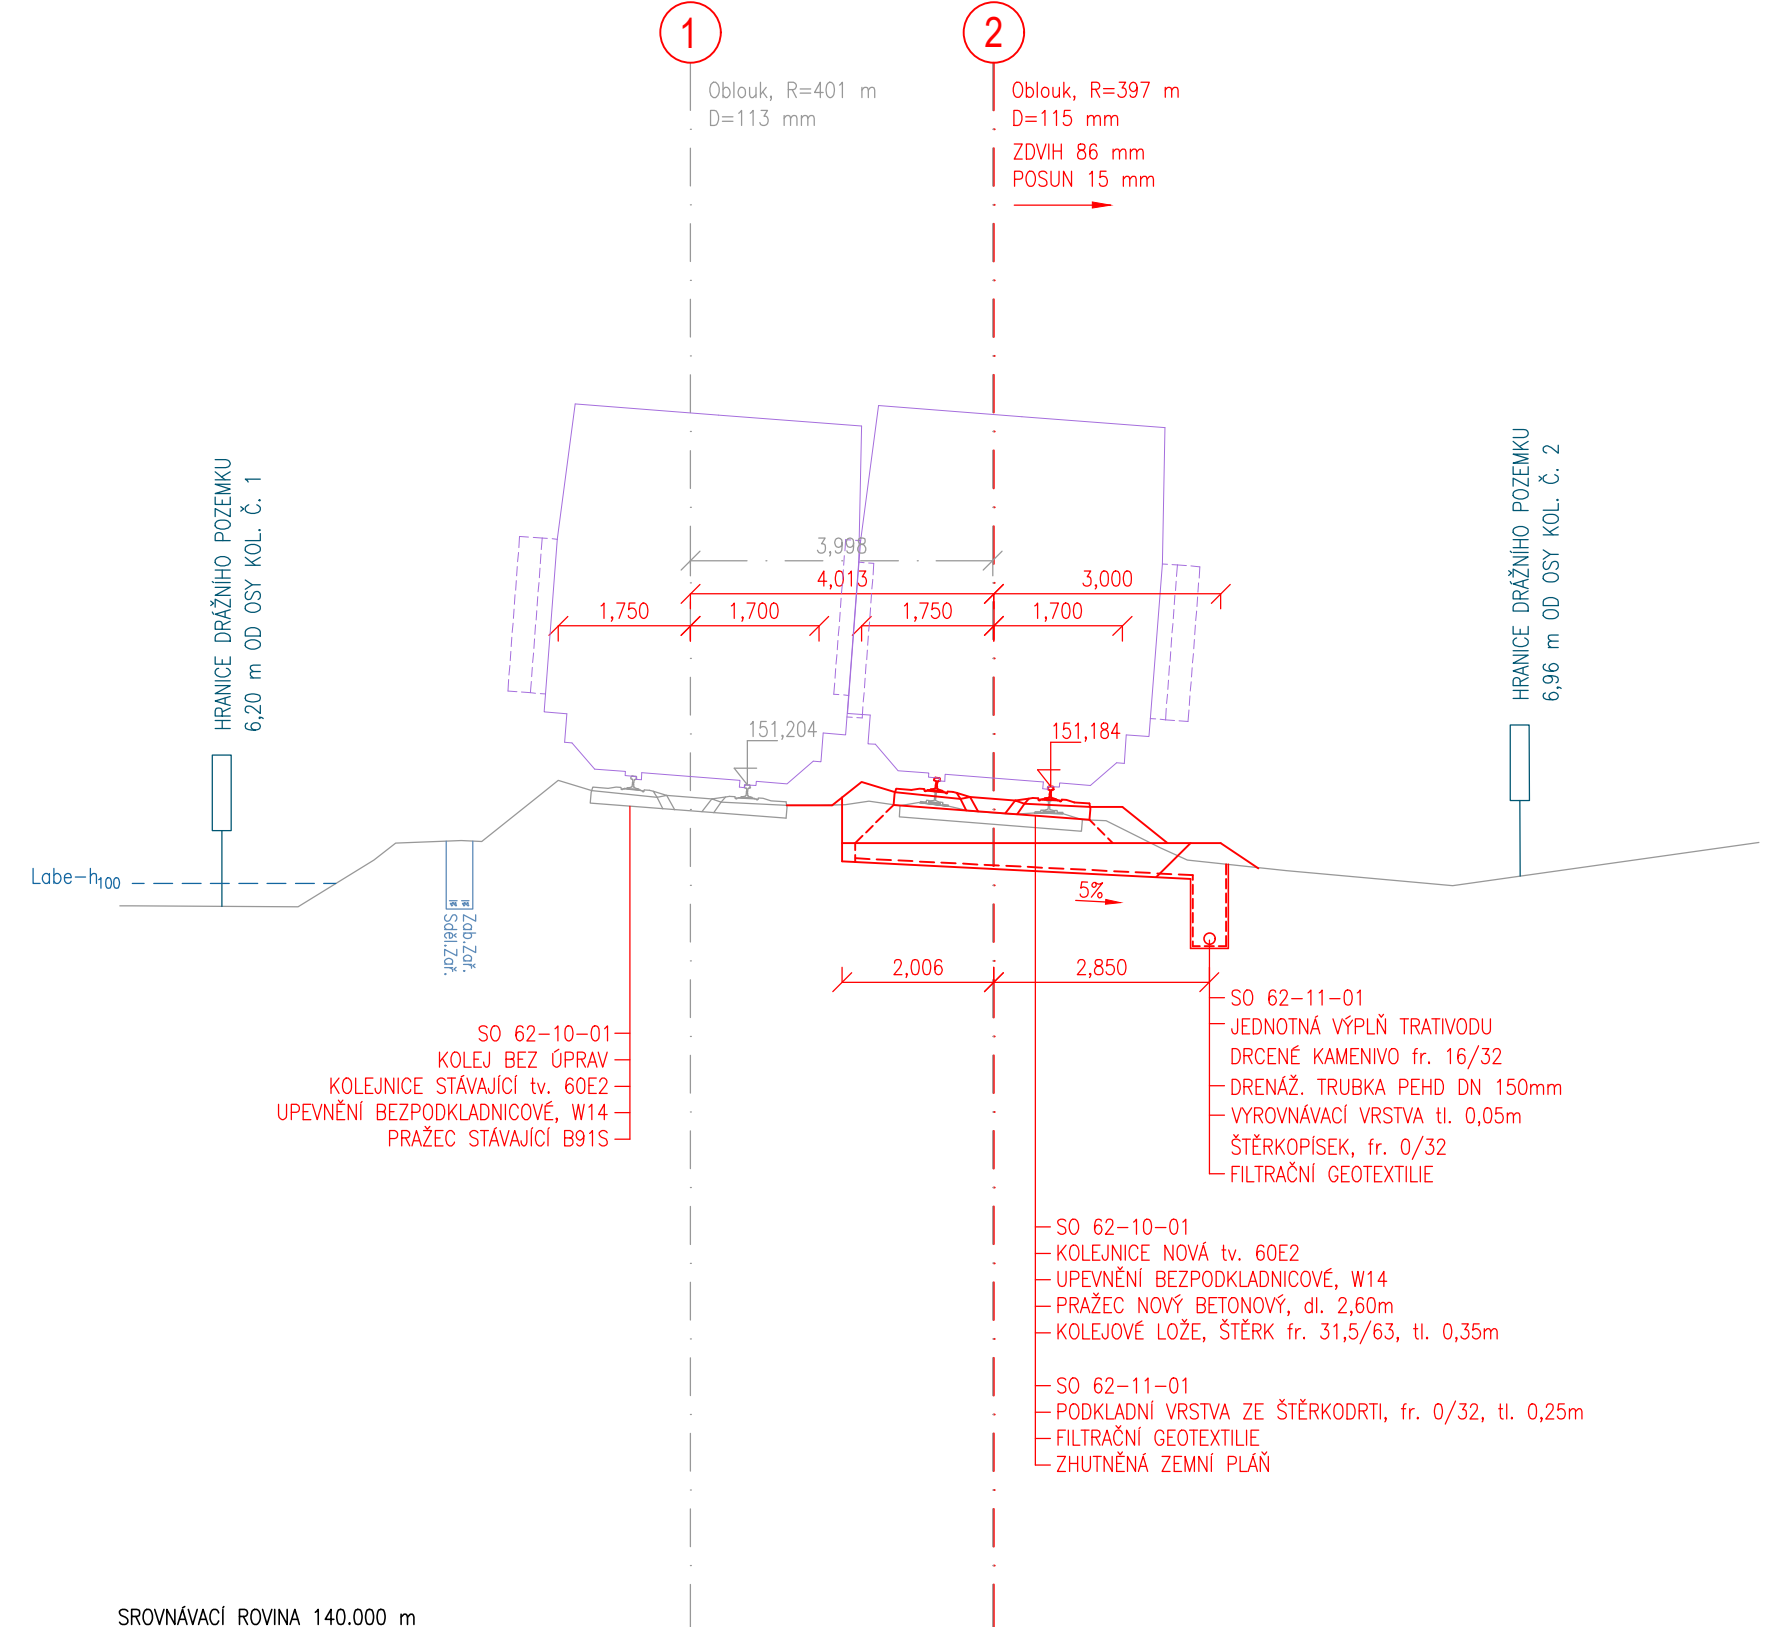 1
2
Oblouk, R=401 m
D=113 mm
Oblouk, R=397 m
D=115 mm
ZDVIH 86 mm
POSUN 15 mm
HRANICE DRÁŽNÍHO POZEMKU
6,20 m OD OSY KOL. Č. 1
HRANICE DRÁŽNÍHO POZEMKU
6,96 m OD OSY KOL. Č. 2
3,998
4,013
3,000
1,750
1,700
1,750
1,700
151,204
151,184
Labe-h100
5%
Zab.Zař.
Sděl.Zař.
2,006
2,850
SO 62-10-01
KOLEJ BEZ ÚPRAV
KOLEJNICE STÁVAJÍCÍ tv. 60E2
UPEVNĚNÍ BEZPODKLADNICOVÉ, W14
PRAŽEC STÁVAJÍCÍ B91S
SO 62-11-01
JEDNOTNÁ VÝPLŇ TRATIVODU
DRCENÉ KAMENIVO fr. 16/32
DRENÁŽ. TRUBKA PEHD DN 150mm
VYROVNÁVACÍ VRSTVA tl. 0,05m
ŠTĚRKOPÍSEK, fr. 0/32
FILTRAČNÍ GEOTEXTILIE
SO 62-10-01
KOLEJNICE NOVÁ tv. 60E2
UPEVNĚNÍ BEZPODKLADNICOVÉ, W14
PRAŽEC NOVÝ BETONOVÝ, dl. 2,60m
KOLEJOVÉ LOŽE, ŠTĚRK fr. 31,5/63, tl. 0,35m
SO 62-11-01
PODKLADNÍ VRSTVA ZE ŠTĚRKODRTI, fr. 0/32, tl. 0,25m
FILTRAČNÍ GEOTEXTILIE
ZHUTNĚNÁ ZEMNÍ PLÁŇ
SROVNÁVACÍ ROVINA 140.000 m